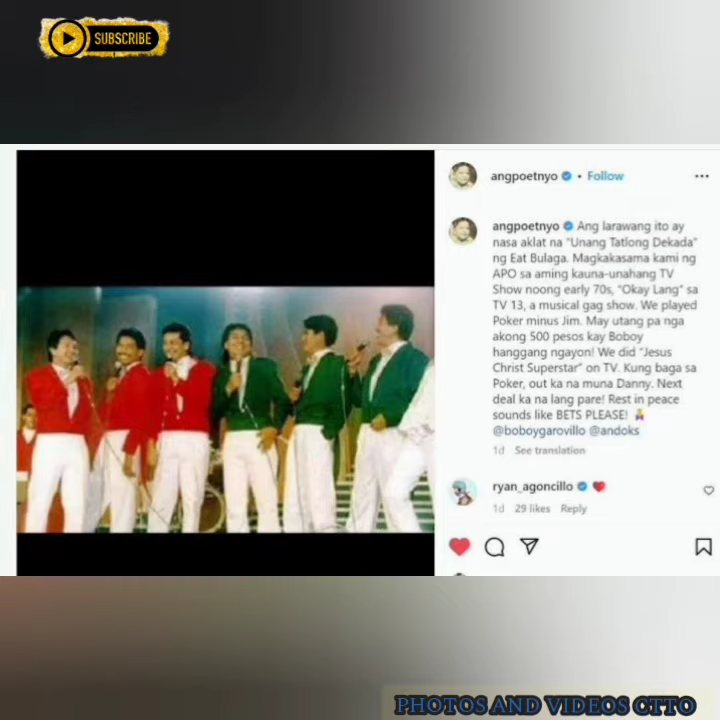 SUBSCRIBE
angpoetnyo • Follow
angpoetnyo Ang larawang ito ay
nasa aklat na "Unang Tatlong Dekada"
ng Eat Bulaga. Magkakasama kami ng
APO sa aming kauna-unahang TV
Show noong early 70s, "Okay Lang" sa
TV 13, a musical gag show. We played
Poker minus Jim. May utang pa nga
akong 500 pesos kay Boboy
hanggang ngayon! We did "Jesus
Christ Superstar" on TV. Kung baga sa
Poker, out ka na muna Danny. Next
deal ka na lang pare! Rest in peace
sounds like BETS PLEASE!
@boboygarovillo @andoks
1d See translation
ryan_agoncillo
1d 29 likes Reply
PHOTOS AND VIDEOS CTTO